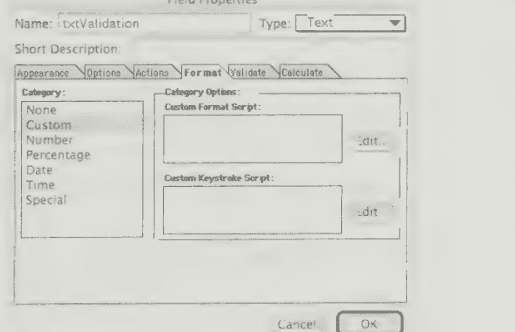 Field Properties
Name: txtValidation Type: Text
Short Description:
Appearance Options Actions Format Validate Calculate
Category: Category Options:
None Custom Format Script:
Custom
Number Edit...
Percentage
Date
Time Custom Keystroke Script:
Special
Edit
Cancel OK